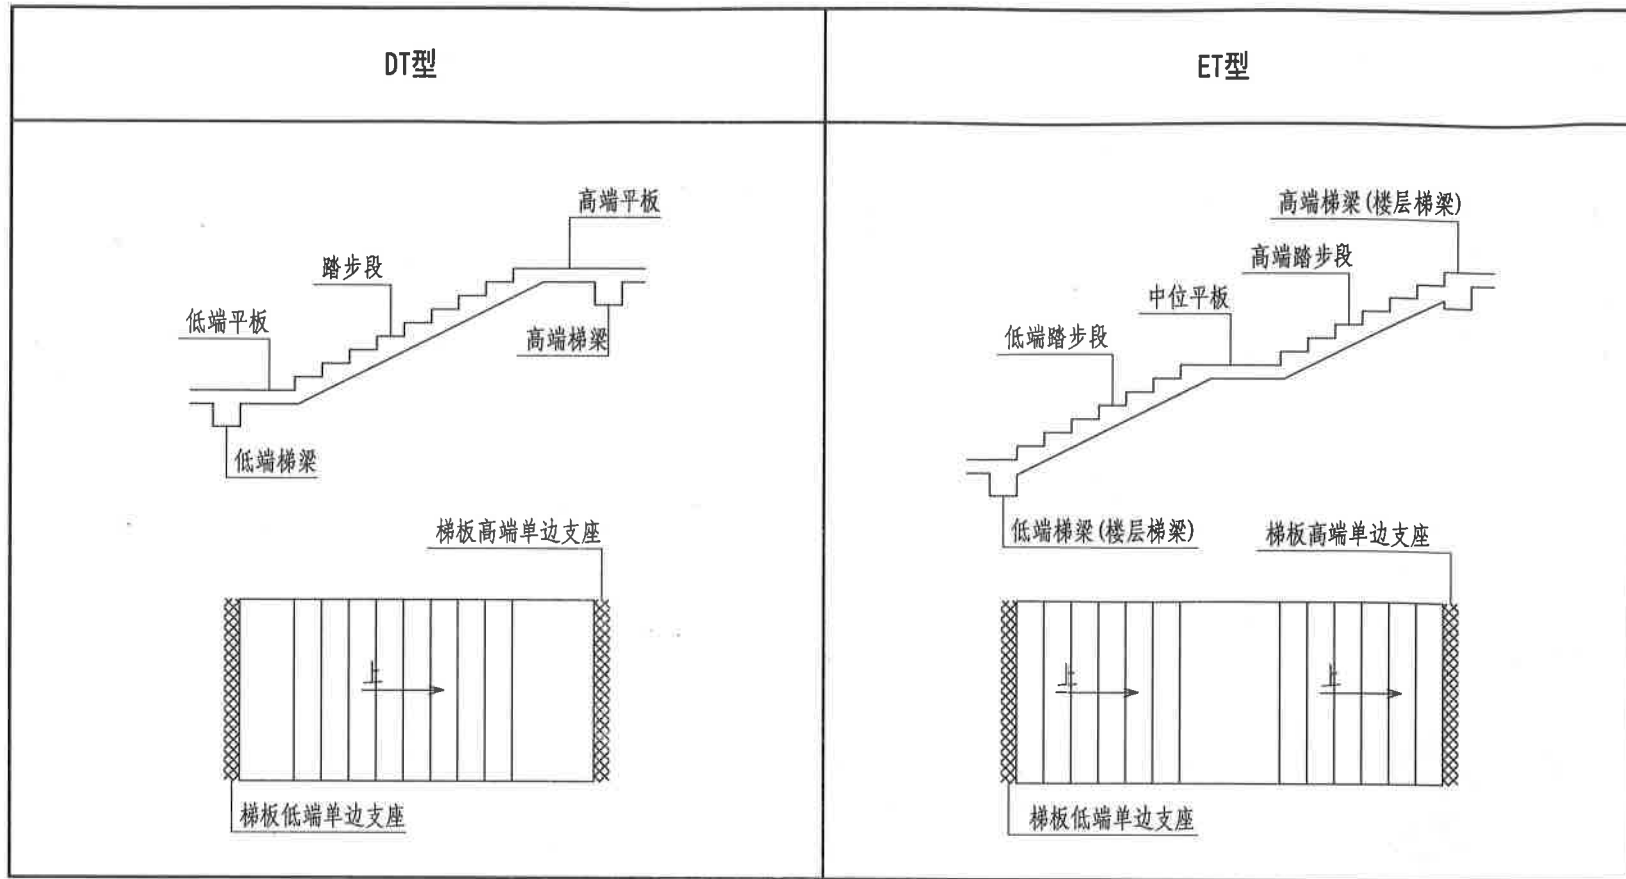 DT型
ET型
高端平板
踏步段
低端平板
高端梯梁
低端梯梁
梯板高端单边支座
上
梯板低端单边支座
高端梯梁(楼层梯梁)
高端踏步段
中位平板
低端踏步段
低端梯梁(楼层梯梁)
梯板高端单边支座
上
上
梯板低端单边支座